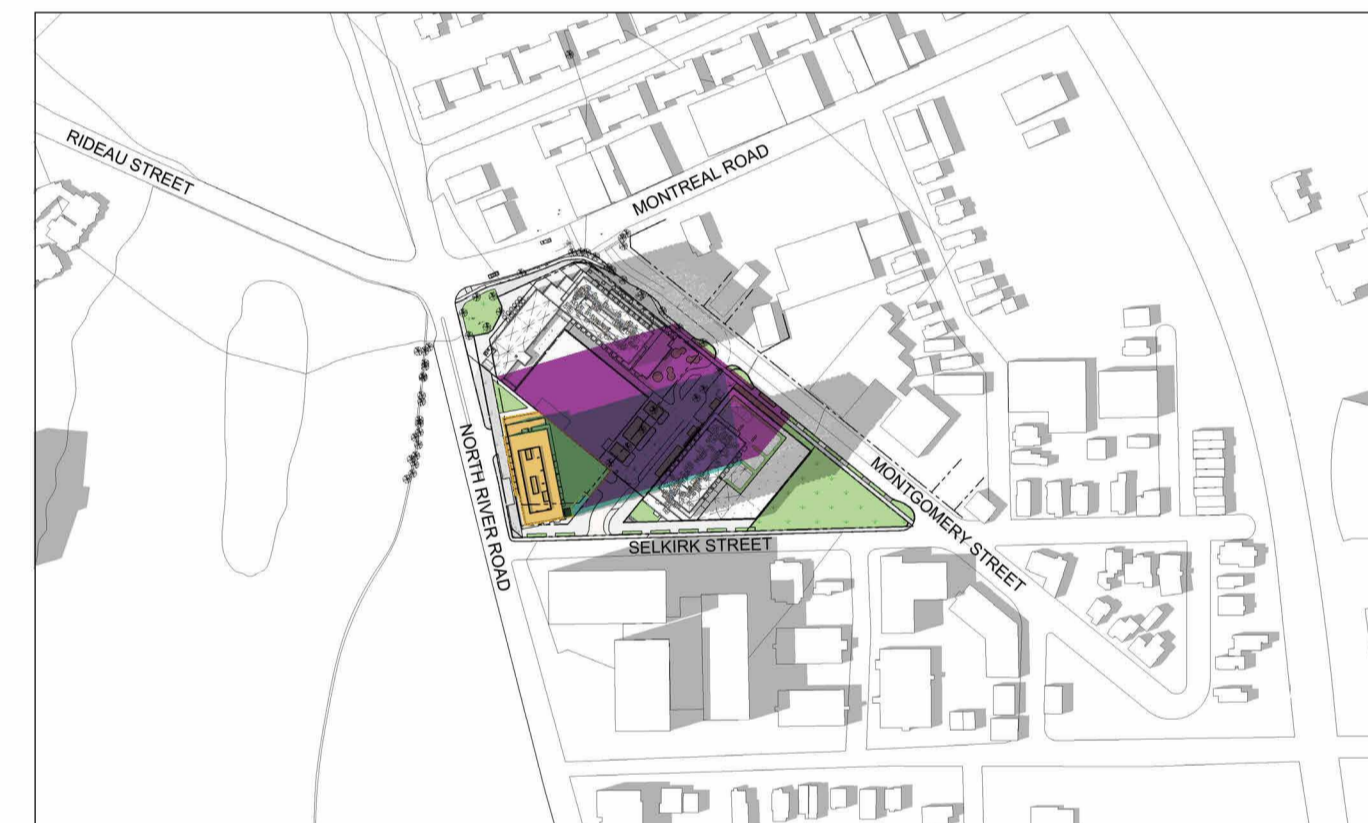 RIDEAU STREET
MONTREAL ROAD
NORTH RIVER ROAD
MONTGOMERY STREET
SELKIRK STREET